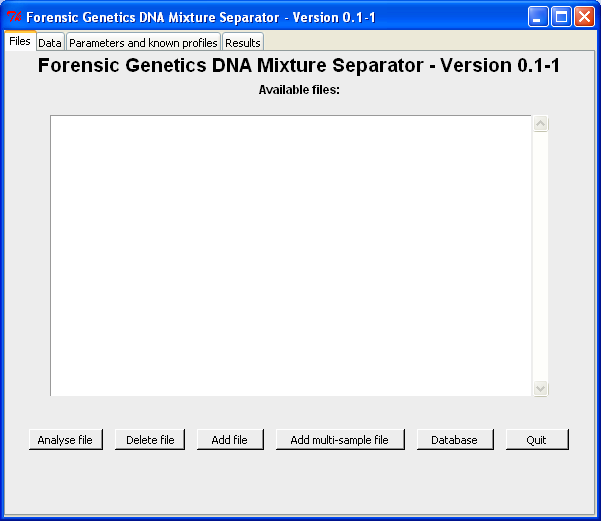 Forensic Genetics DNA Mixture Separator - Version 0.1-1
Files Data Parameters and known profiles Results
Forensic Genetics DNA Mixture Separator - Version 0.1-1
Available files:
Analyse file Delete file Add file Add multi-sample file Database Quit